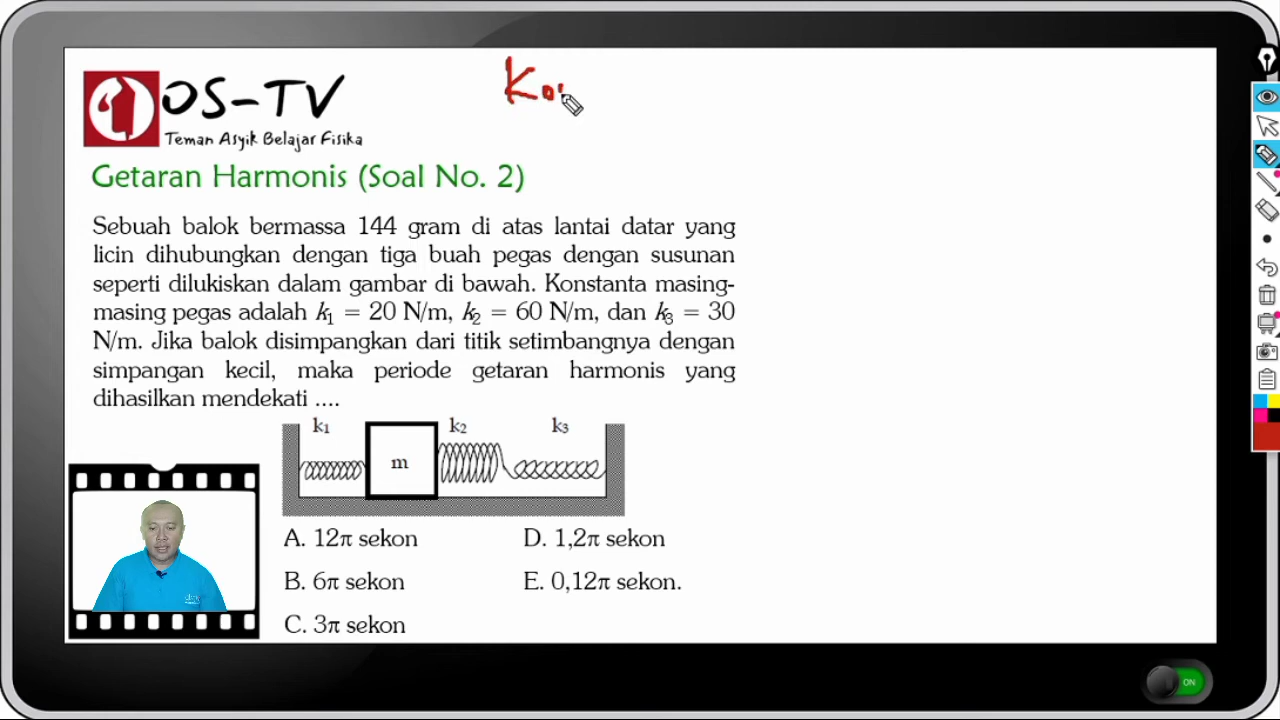 OS-TV
Teman Asyik Belajar Fisika
Getaran Harmonis (Soal No. 2)
Sebuah balok bermassa 144 gram di atas lantai datar yang
licin dihubungkan dengan tiga buah pegas dengan susunan
seperti dilukiskan dalam gambar di bawah. Konstanta masing-
masing pegas adalah k₁ = 20 N/m, k₂ = 60 N/m, dan k₃ = 30
N/m. Jika balok disimpangkan dari titik setimbangnya dengan
simpangan kecil, maka periode getaran harmonis yang
dihasilkan mendekati ....
k₁ k₂ k₃
m
A. 12π sekon
B. 6π sekon
C. 3π sekon
D. 1,2π sekon
E. 0,12π sekon.
ON